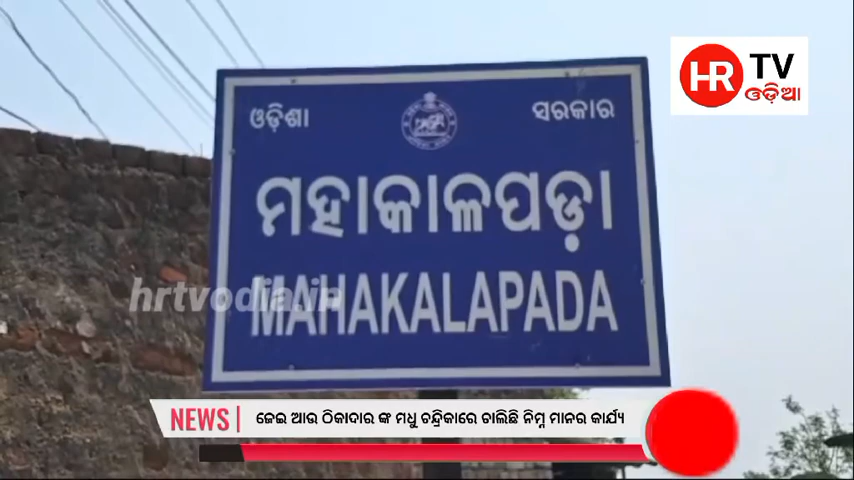 HR TV
ଓଡ଼ିଆ
ଓଡ଼ିଶା ସରକାର
ମହାକାଳପଡ଼ା
MAHAKALAPADA
hrtvodia.in
NEWS ଜେଇ ଆଉ ଠିକାଦାର ଙ୍କ ମଧୁ ଚନ୍ଦ୍ରିକାରେ ଚାଲିଛି ନିମ୍ନ ମାନର କାର୍ଯ୍ୟ